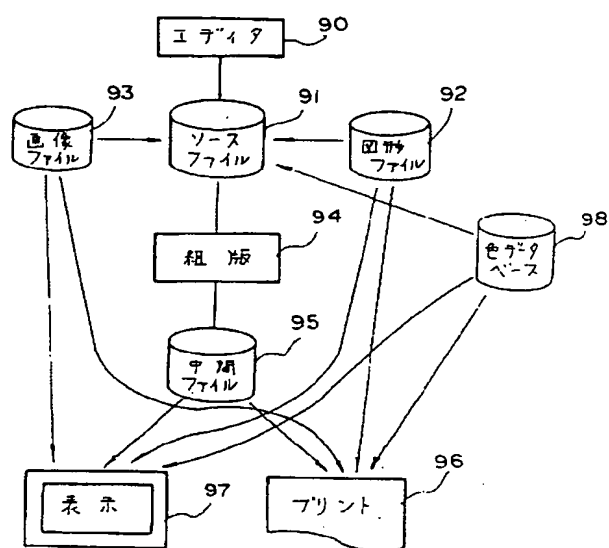 エディタ
90
93
91
92
画像
ファイル
ソース
ファイル
図形
ファイル
98
色データ
ベース
94
組版
95
中間
ファイル
96
表示
97
プリント